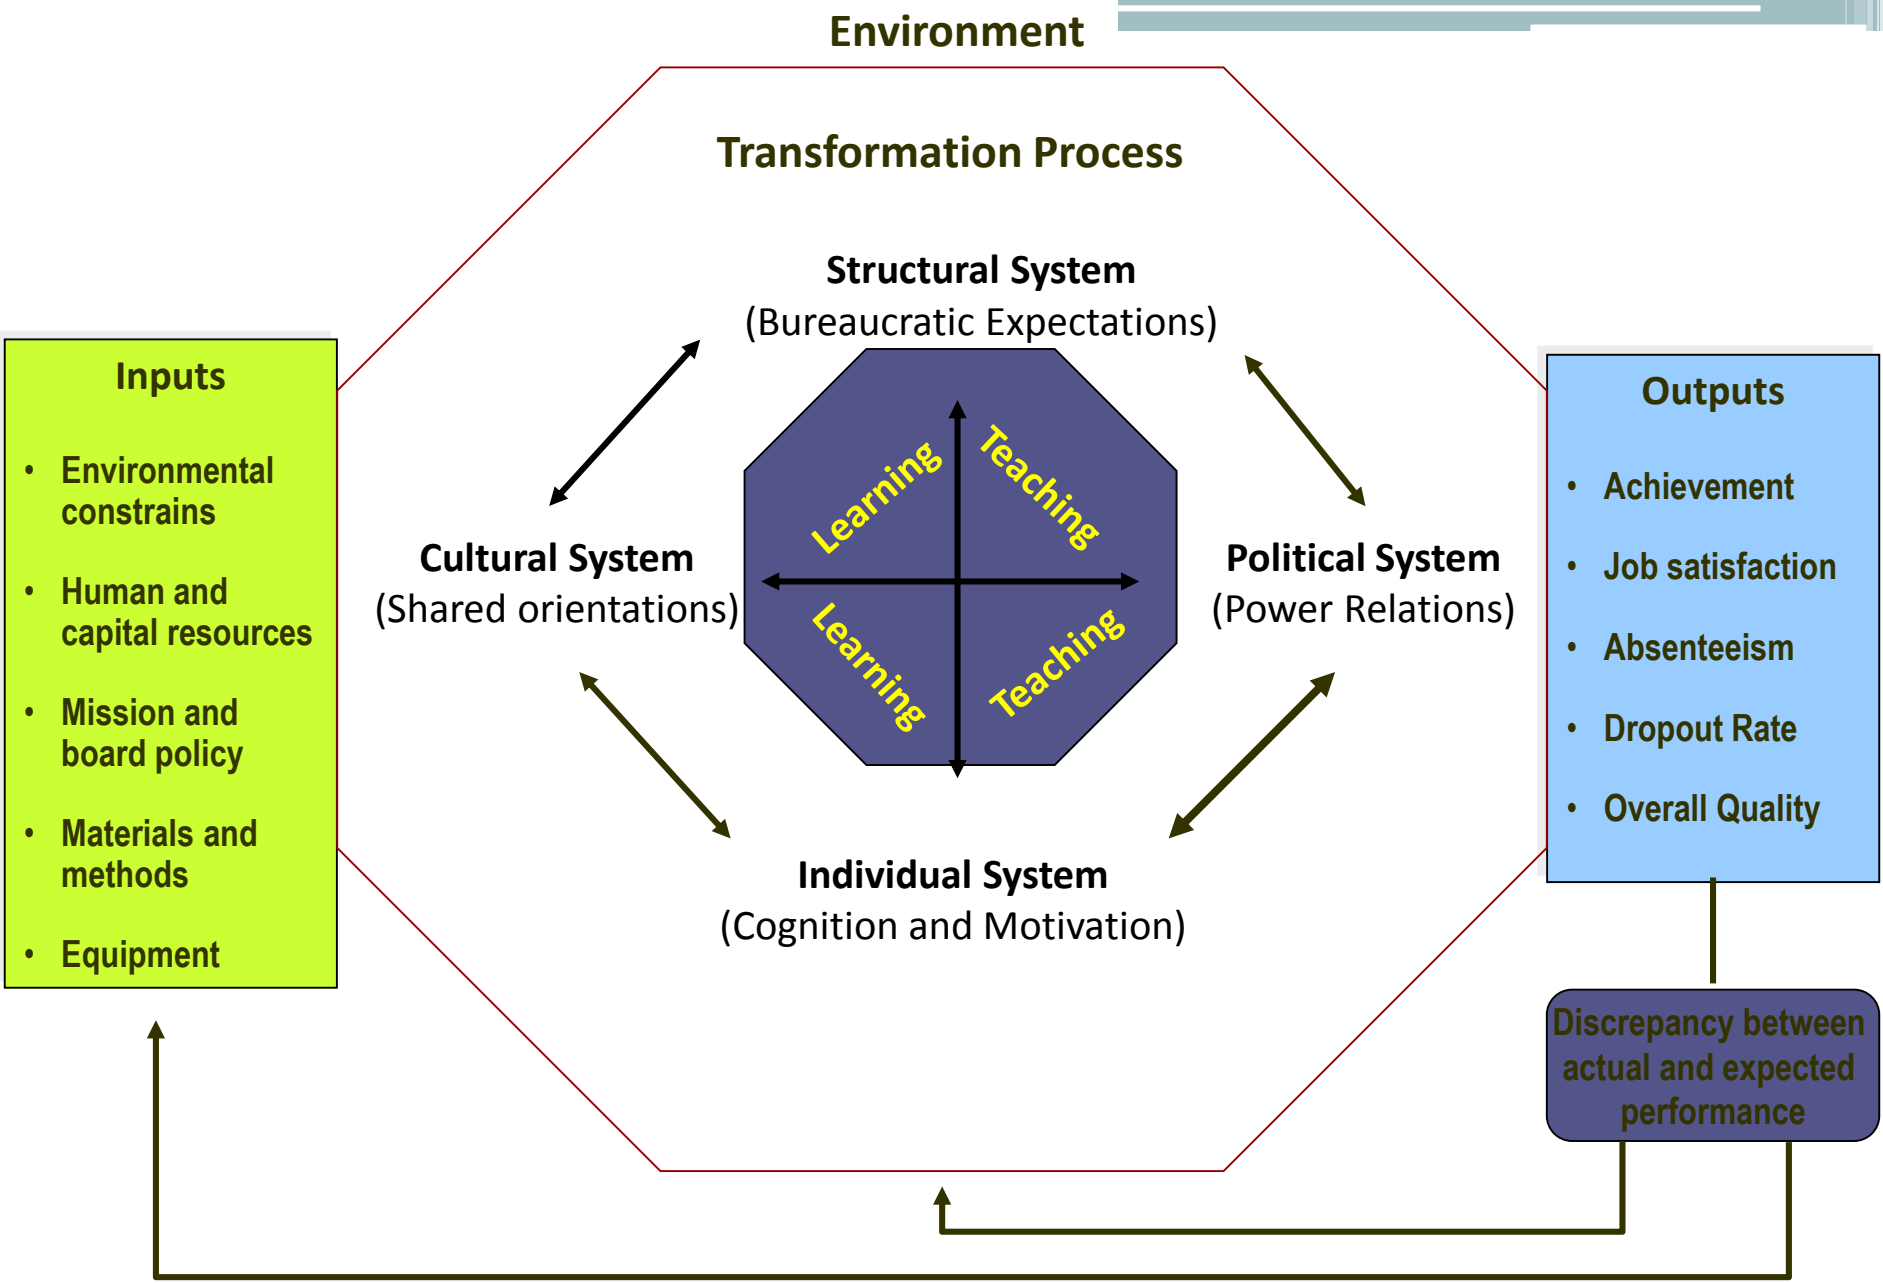 Environment
Transformation Process
Structural System
(Bureaucratic Expectations)
Inputs
• Environmental
constrains
• Human and
capital resources
• Mission and
board policy
• Materials and
methods
• Equipment
Cultural System
(Shared orientations)
Learning
Teaching
Learning
Teaching
Political System
(Power Relations)
Individual System
(Cognition and Motivation)
Outputs
• Achievement
• Job satisfaction
• Absenteeism
• Dropout Rate
• Overall Quality
Discrepancy between
actual and expected
performance